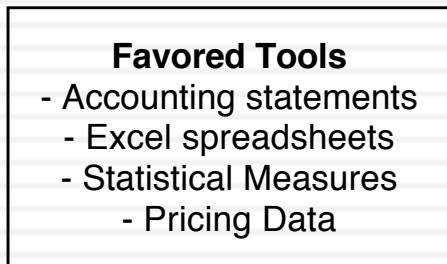 Favored Tools
- Accounting statements
- Excel spreadsheets
- Statistical Measures
- Pricing Data